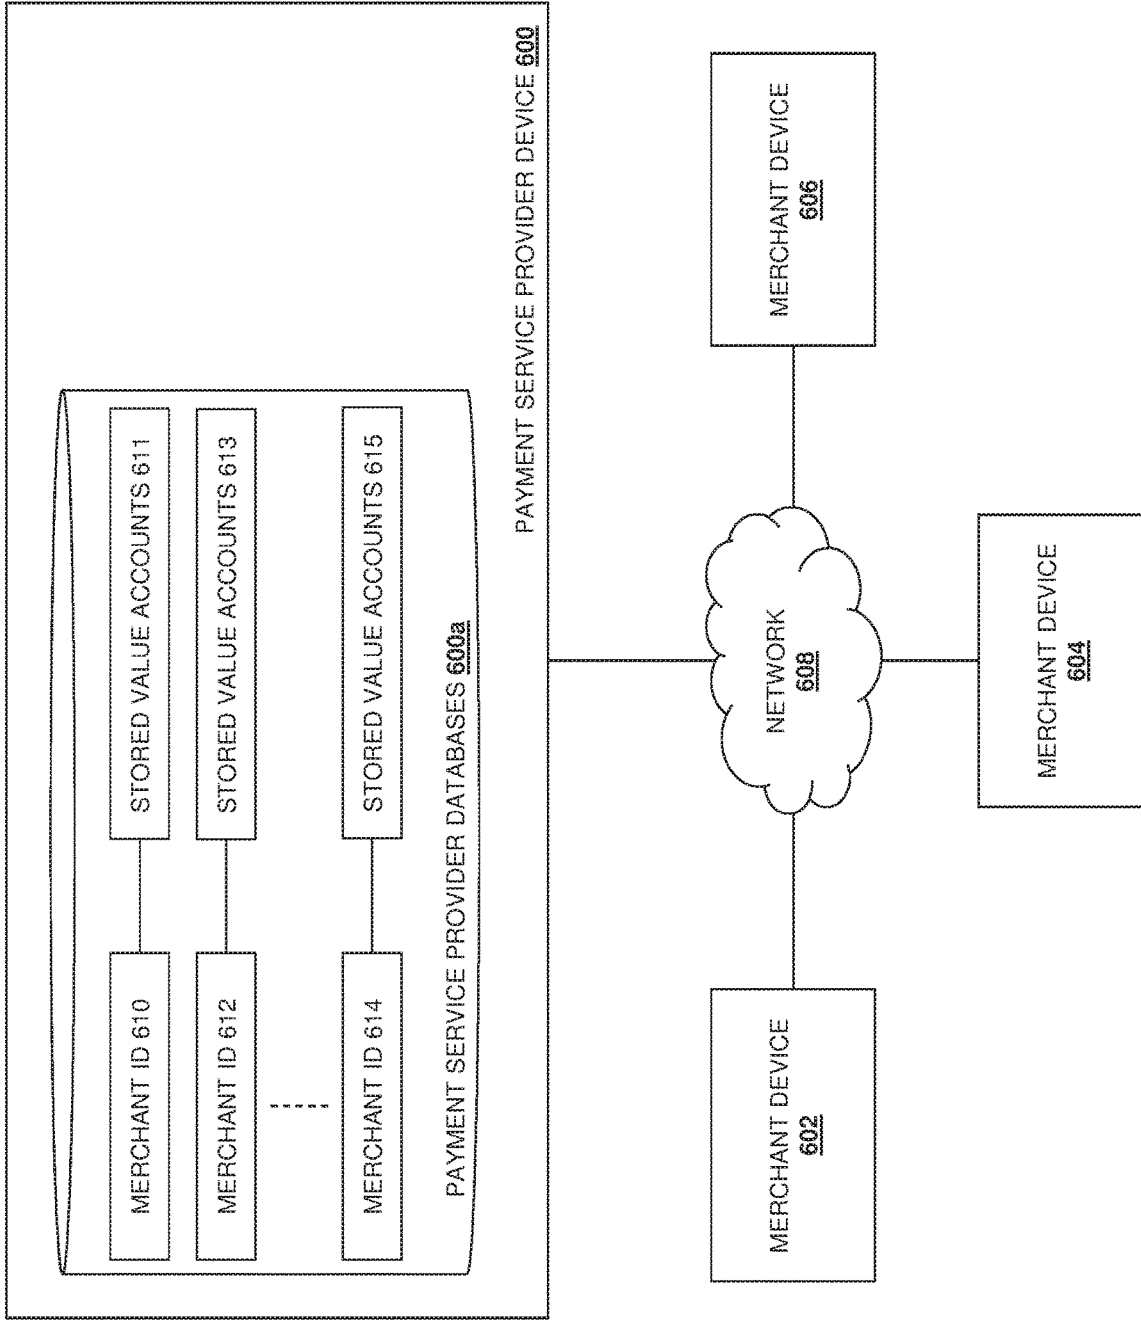 MERCHANT ID 610
STORED VALUE ACCOUNTS 611
MERCHANT ID 612
STORED VALUE ACCOUNTS 613
MERCHANT ID 614
STORED VALUE ACCOUNTS 615
PAYMENT SERVICE PROVIDER DATABASES 600a
PAYMENT SERVICE PROVIDER DEVICE 600
MERCHANT DEVICE
602
NETWORK
608
MERCHANT DEVICE
606
MERCHANT DEVICE
604